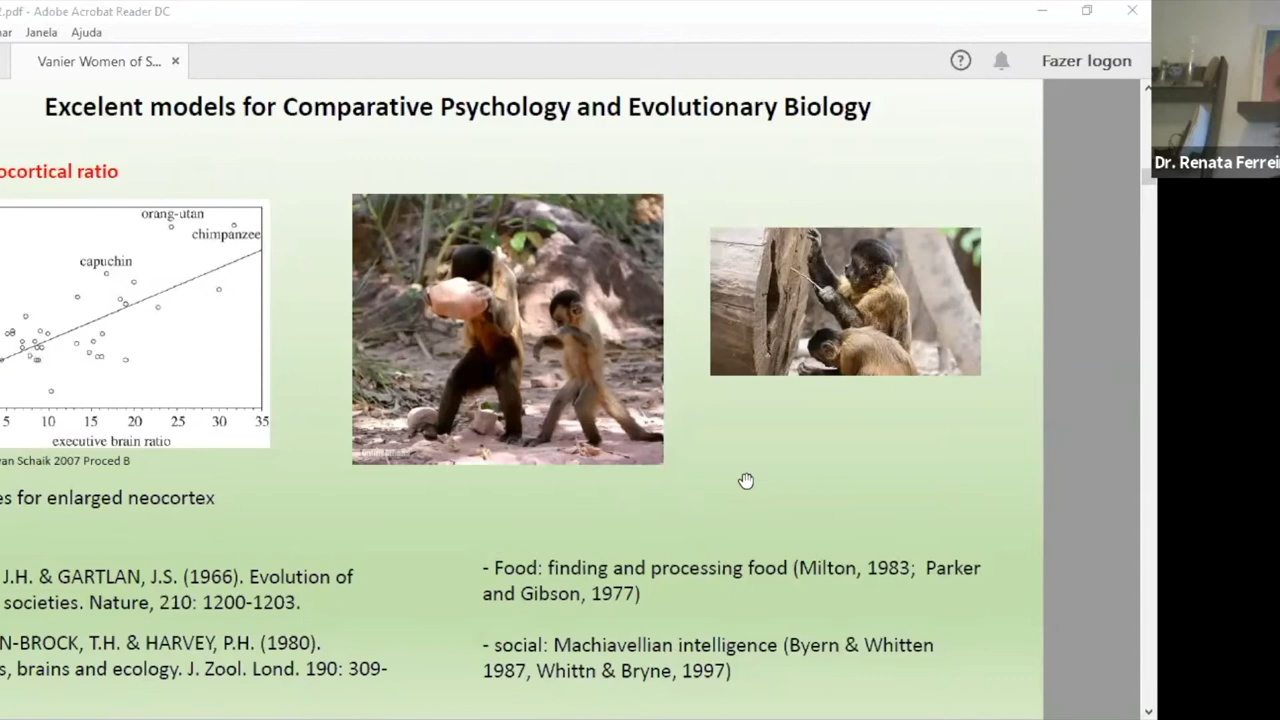 2.pdf - Adobe Acrobat Reader DC
nar Janela Ajuda
Vanier Women of S... ×
Fazer logon
Excelent models for Comparative Psychology and Evolutionary Biology
Dr. Renata Ferrei
ocortical ratio
orang-utan
chimpanzee
capuchin
5 10 15 20 25 30 35
executive brain ratio
van Schaik 2007 Proced B
es for enlarged neocortex
J.H. & GARTLAN, J.S. (1966). Evolution of
societies. Nature, 210: 1200-1203.
N-BROCK, T.H. & HARVEY, P.H. (1980).
s, brains and ecology. J. Zool. Lond. 190: 309-
- Food: finding and processing food (Milton, 1983; Parker
and Gibson, 1977)
- social: Machiavellian intelligence (Byern & Whitten
1987, Whittn & Bryne, 1997)